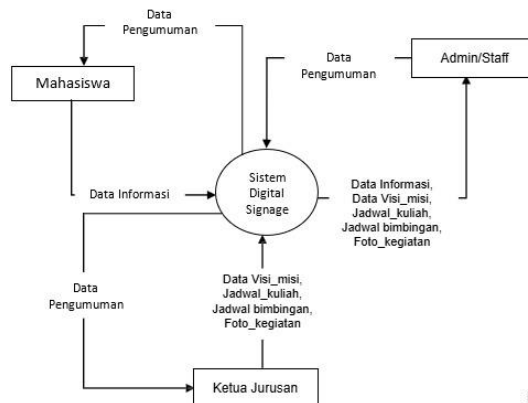 Data
Pengumuman
Mahasiswa
Data
Pengumuman
Admin/Staff
Sistem
Digital
Signage
Data Informasi
Data Informasi,
Data Visi_misi,
Jadwal_kuliah,
Jadwal bimbingan,
Foto_kegiatan
Data
Pengumuman
Data Visi_misi,
Jadwal_kuliah,
Jadwal bimbingan,
Foto_kegiatan
Ketua Jurusan